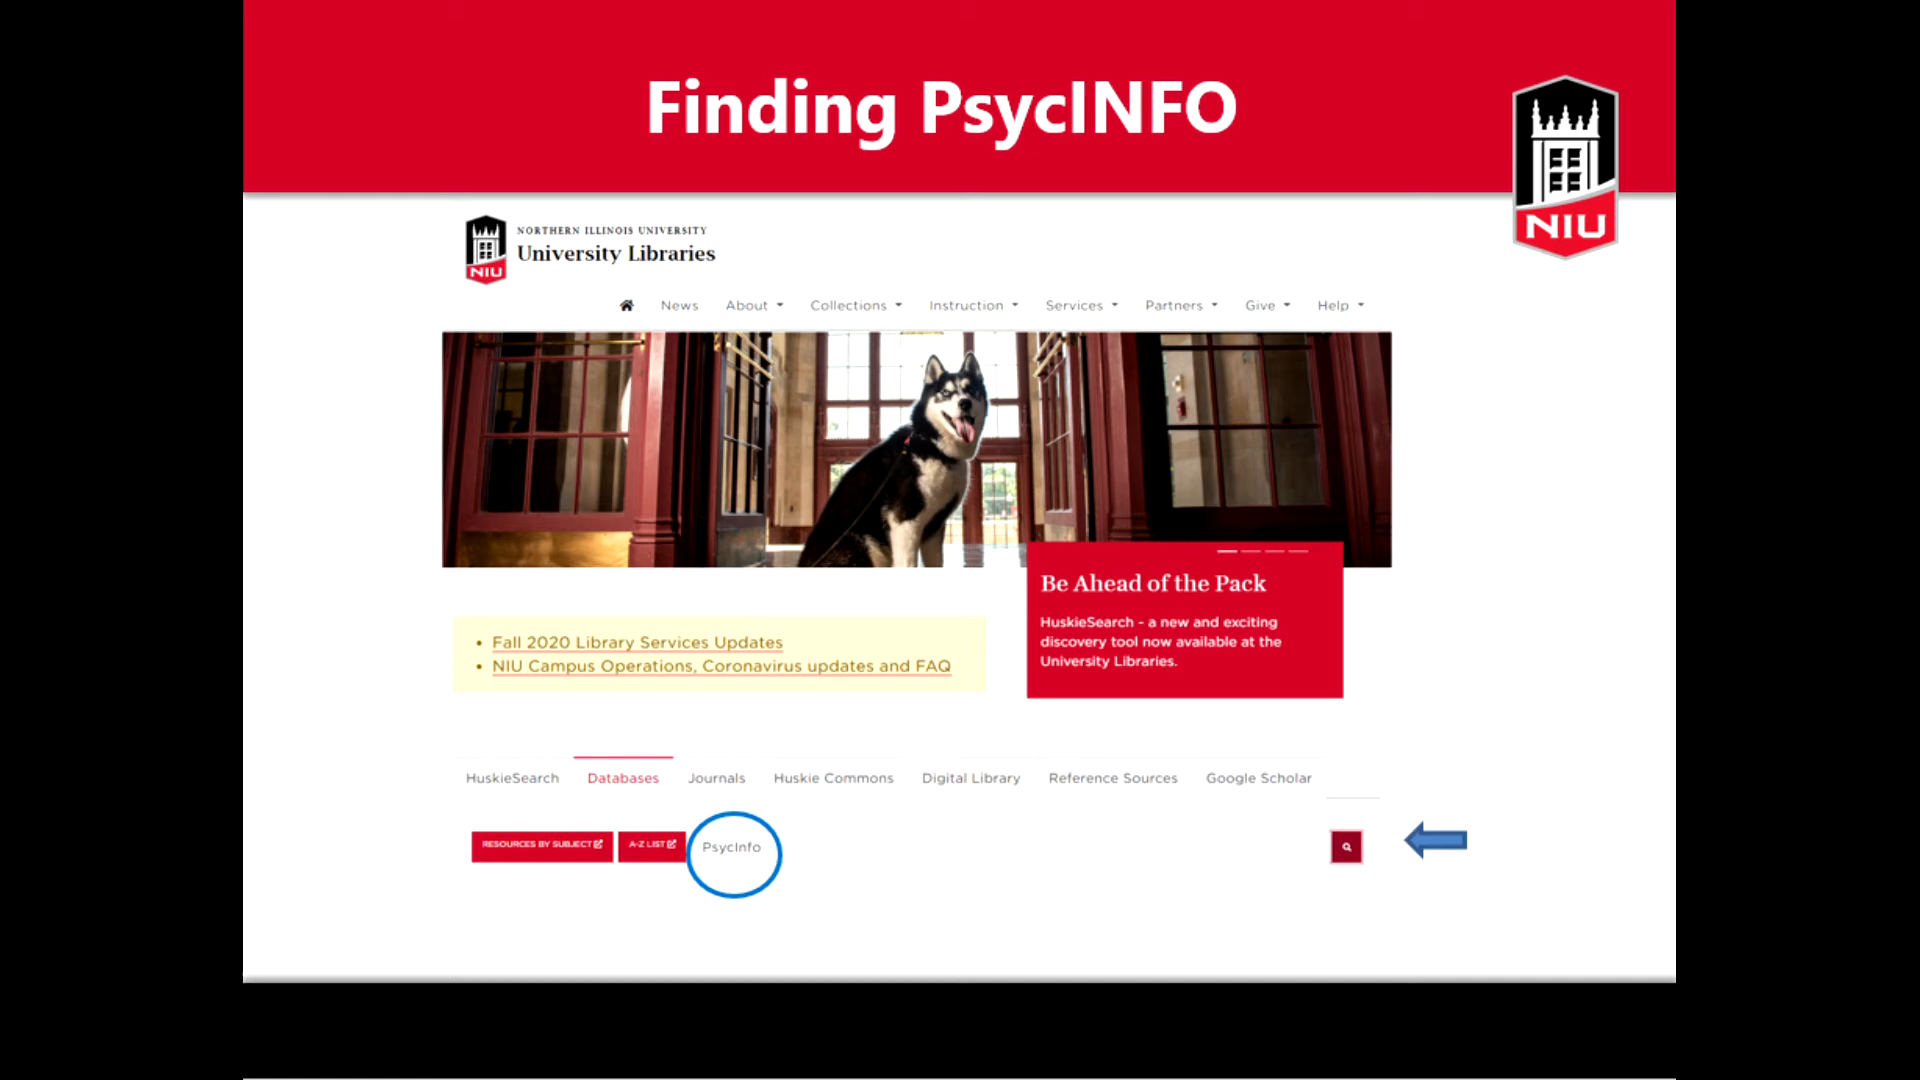 Finding PsycINFO
NIU
NORTHERN ILLINOIS UNIVERSITY
University Libraries
NIU
News About Collections Instruction Services Partners Give Help
Be Ahead of the Pack
HuskieSearch - a new and exciting
discovery tool now available at the
University Libraries.
• Fall 2020 Library Services Updates
• NIU Campus Operations, Coronavirus updates and FAQ
HuskieSearch Databases Journals Huskie Commons Digital Library Reference Sources Google Scholar
RESOURCES BY SUBJECT A-Z LIST PsycInfo